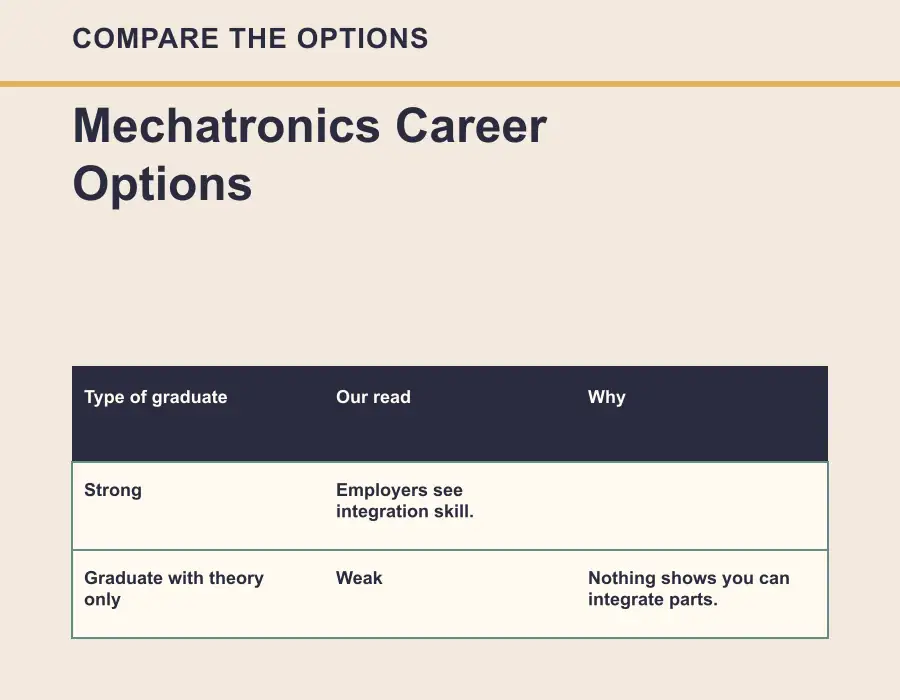 COMPARE THE OPTIONS
Mechatronics Career
Options
Type of graduate Our read Why
Strong Employers see
integration skill.
Graduate with theory Weak Nothing shows you can
only integrate parts.